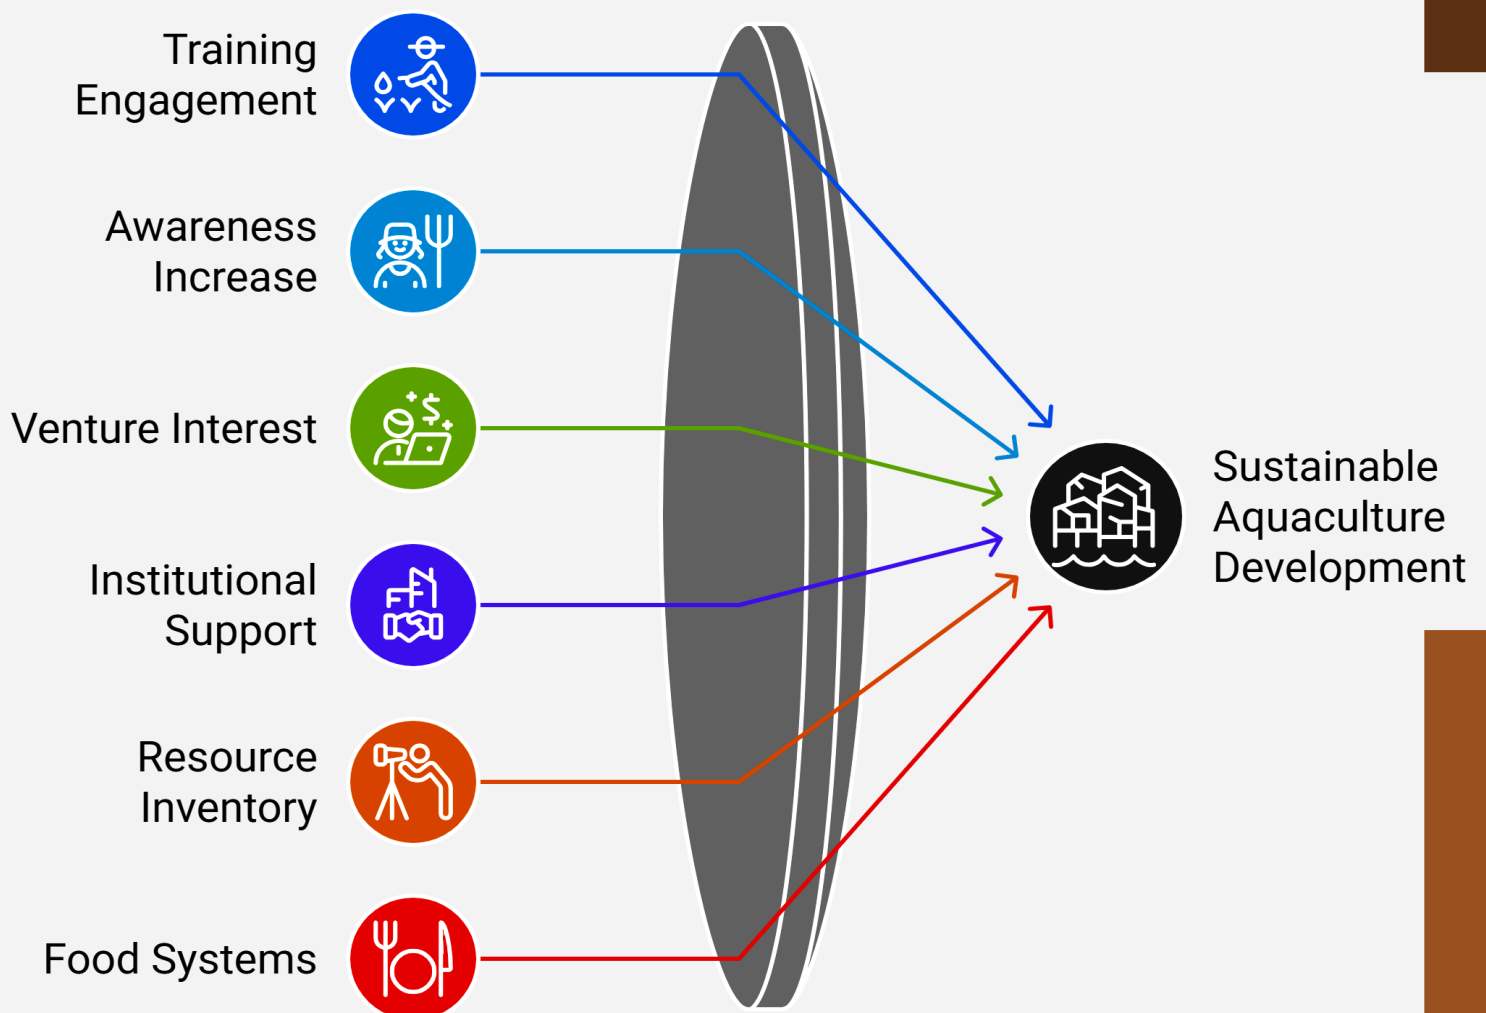 Training
Engagement
Awareness
Increase
Venture Interest
Institutional
Support
Resource
Inventory
Food Systems
Sustainable
Aquaculture
Development